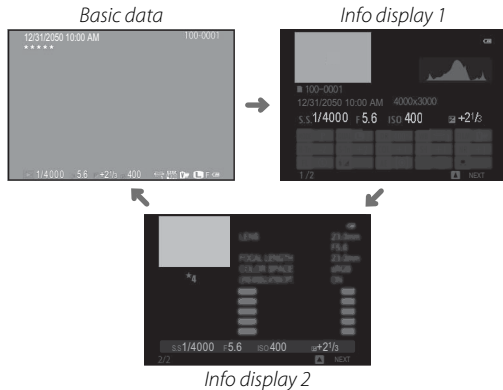 Basic data
12/31/2050 10:00 AM 100-0001
★★★★★
1/4000 5.6 +2 1/3 400 L F
Info display 1
100-0001
12/31/2050 10:00 AM 4000x3000
S.S. 1/4000 F 5.6 ISO 400 +2 1/3
1/2 NEXT
LENS 23.0mm
F5.6
FOCAL LENGTH 23.0mm
COLOR SPACE sRGB
ON
*4
S.S 1/4000 F5.6 ISO 400 +2 1/3
2/2 NEXT
Info display 2